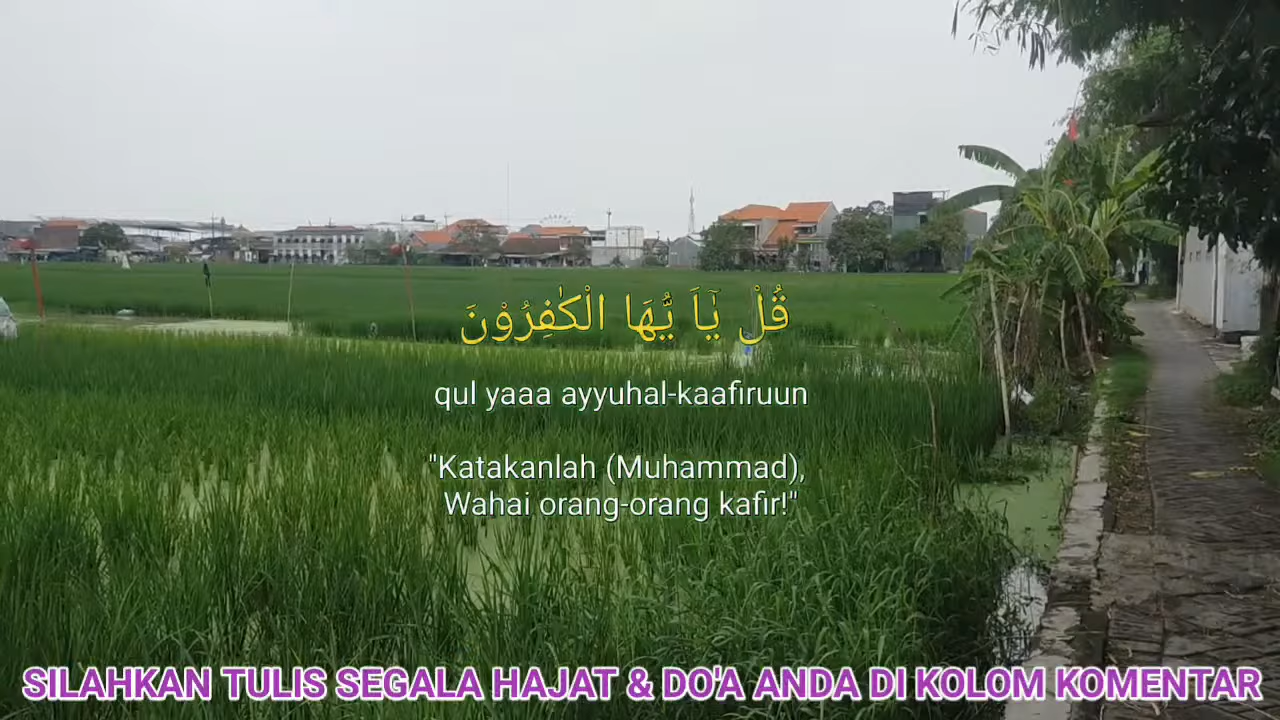 قُلْ يٰٓاَ يُّهَا الْكٰفِرُوْنَ
qul yaaa ayyuhal-kaafiruun
"Katakanlah (Muhammad),
Wahai orang-orang kafir!"
SILAHKAN TULIS SEGALA HAJAT & DO'A ANDA DI KOLOM KOMENTAR